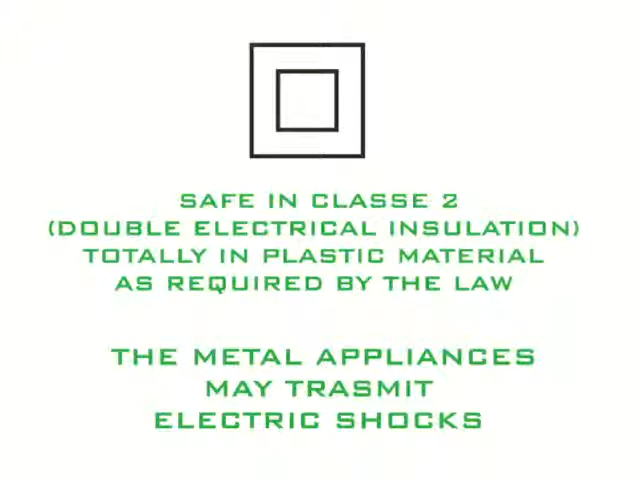 SAFE IN CLASSE 2
(DOUBLE ELECTRICAL INSULATION)
TOTALLY IN PLASTIC MATERIAL
AS REQUIRED BY THE LAW
THE METAL APPLIANCES
MAY TRASMIT
ELECTRIC SHOCKS